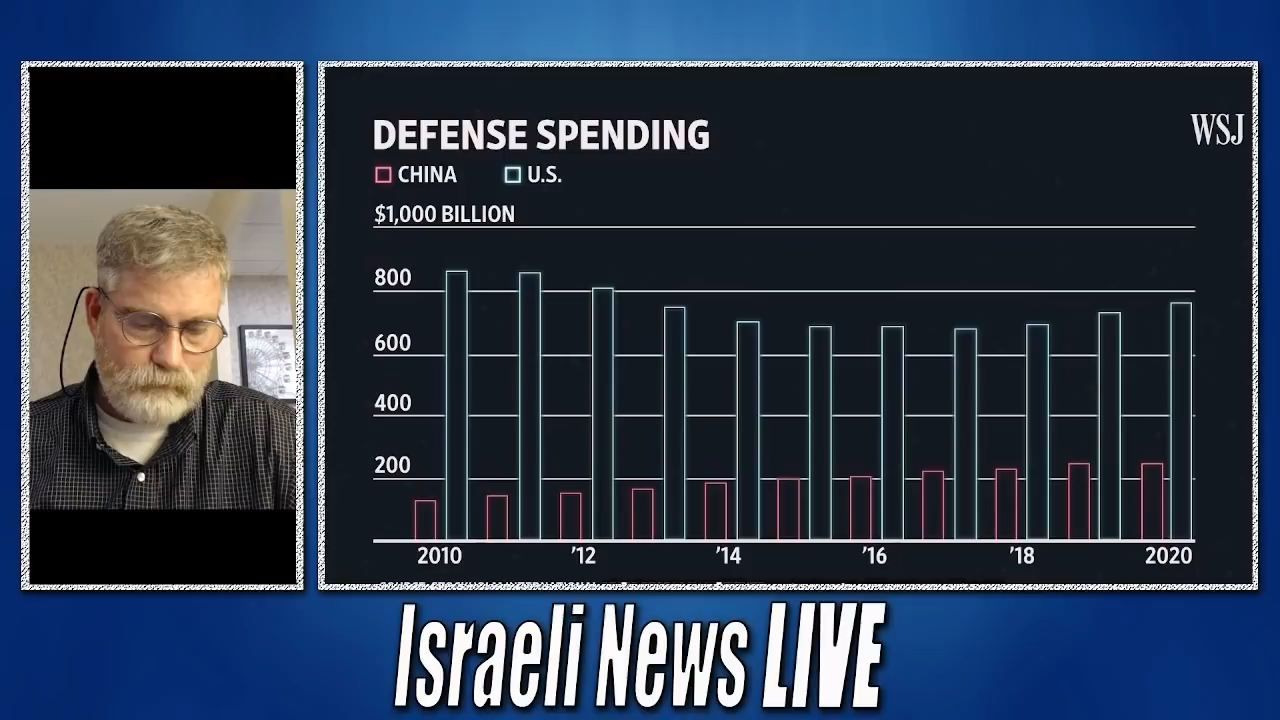 DEFENSE SPENDING
WSJ
CHINA U.S.
$1,000 BILLION
800
600
400
200
2010 '12 '14 '16 '18 2020
Israeli News LIVE